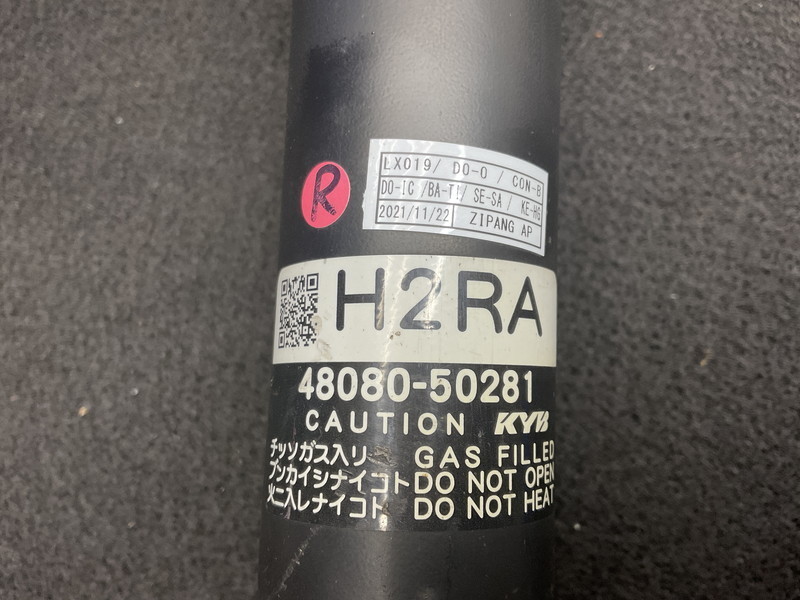 R
LX019/ DO-O / CON-B
DO-IC /BA-TL/ SE-SA / KE-HG
2021/11/22 ZIPANG AP
H2RA
48080-50281
CAUTION KYB
チッソガス入リ GAS FILLED
ブンカイシナイコト DO NOT OPEN
火ニ入レナイコト DO NOT HEAT